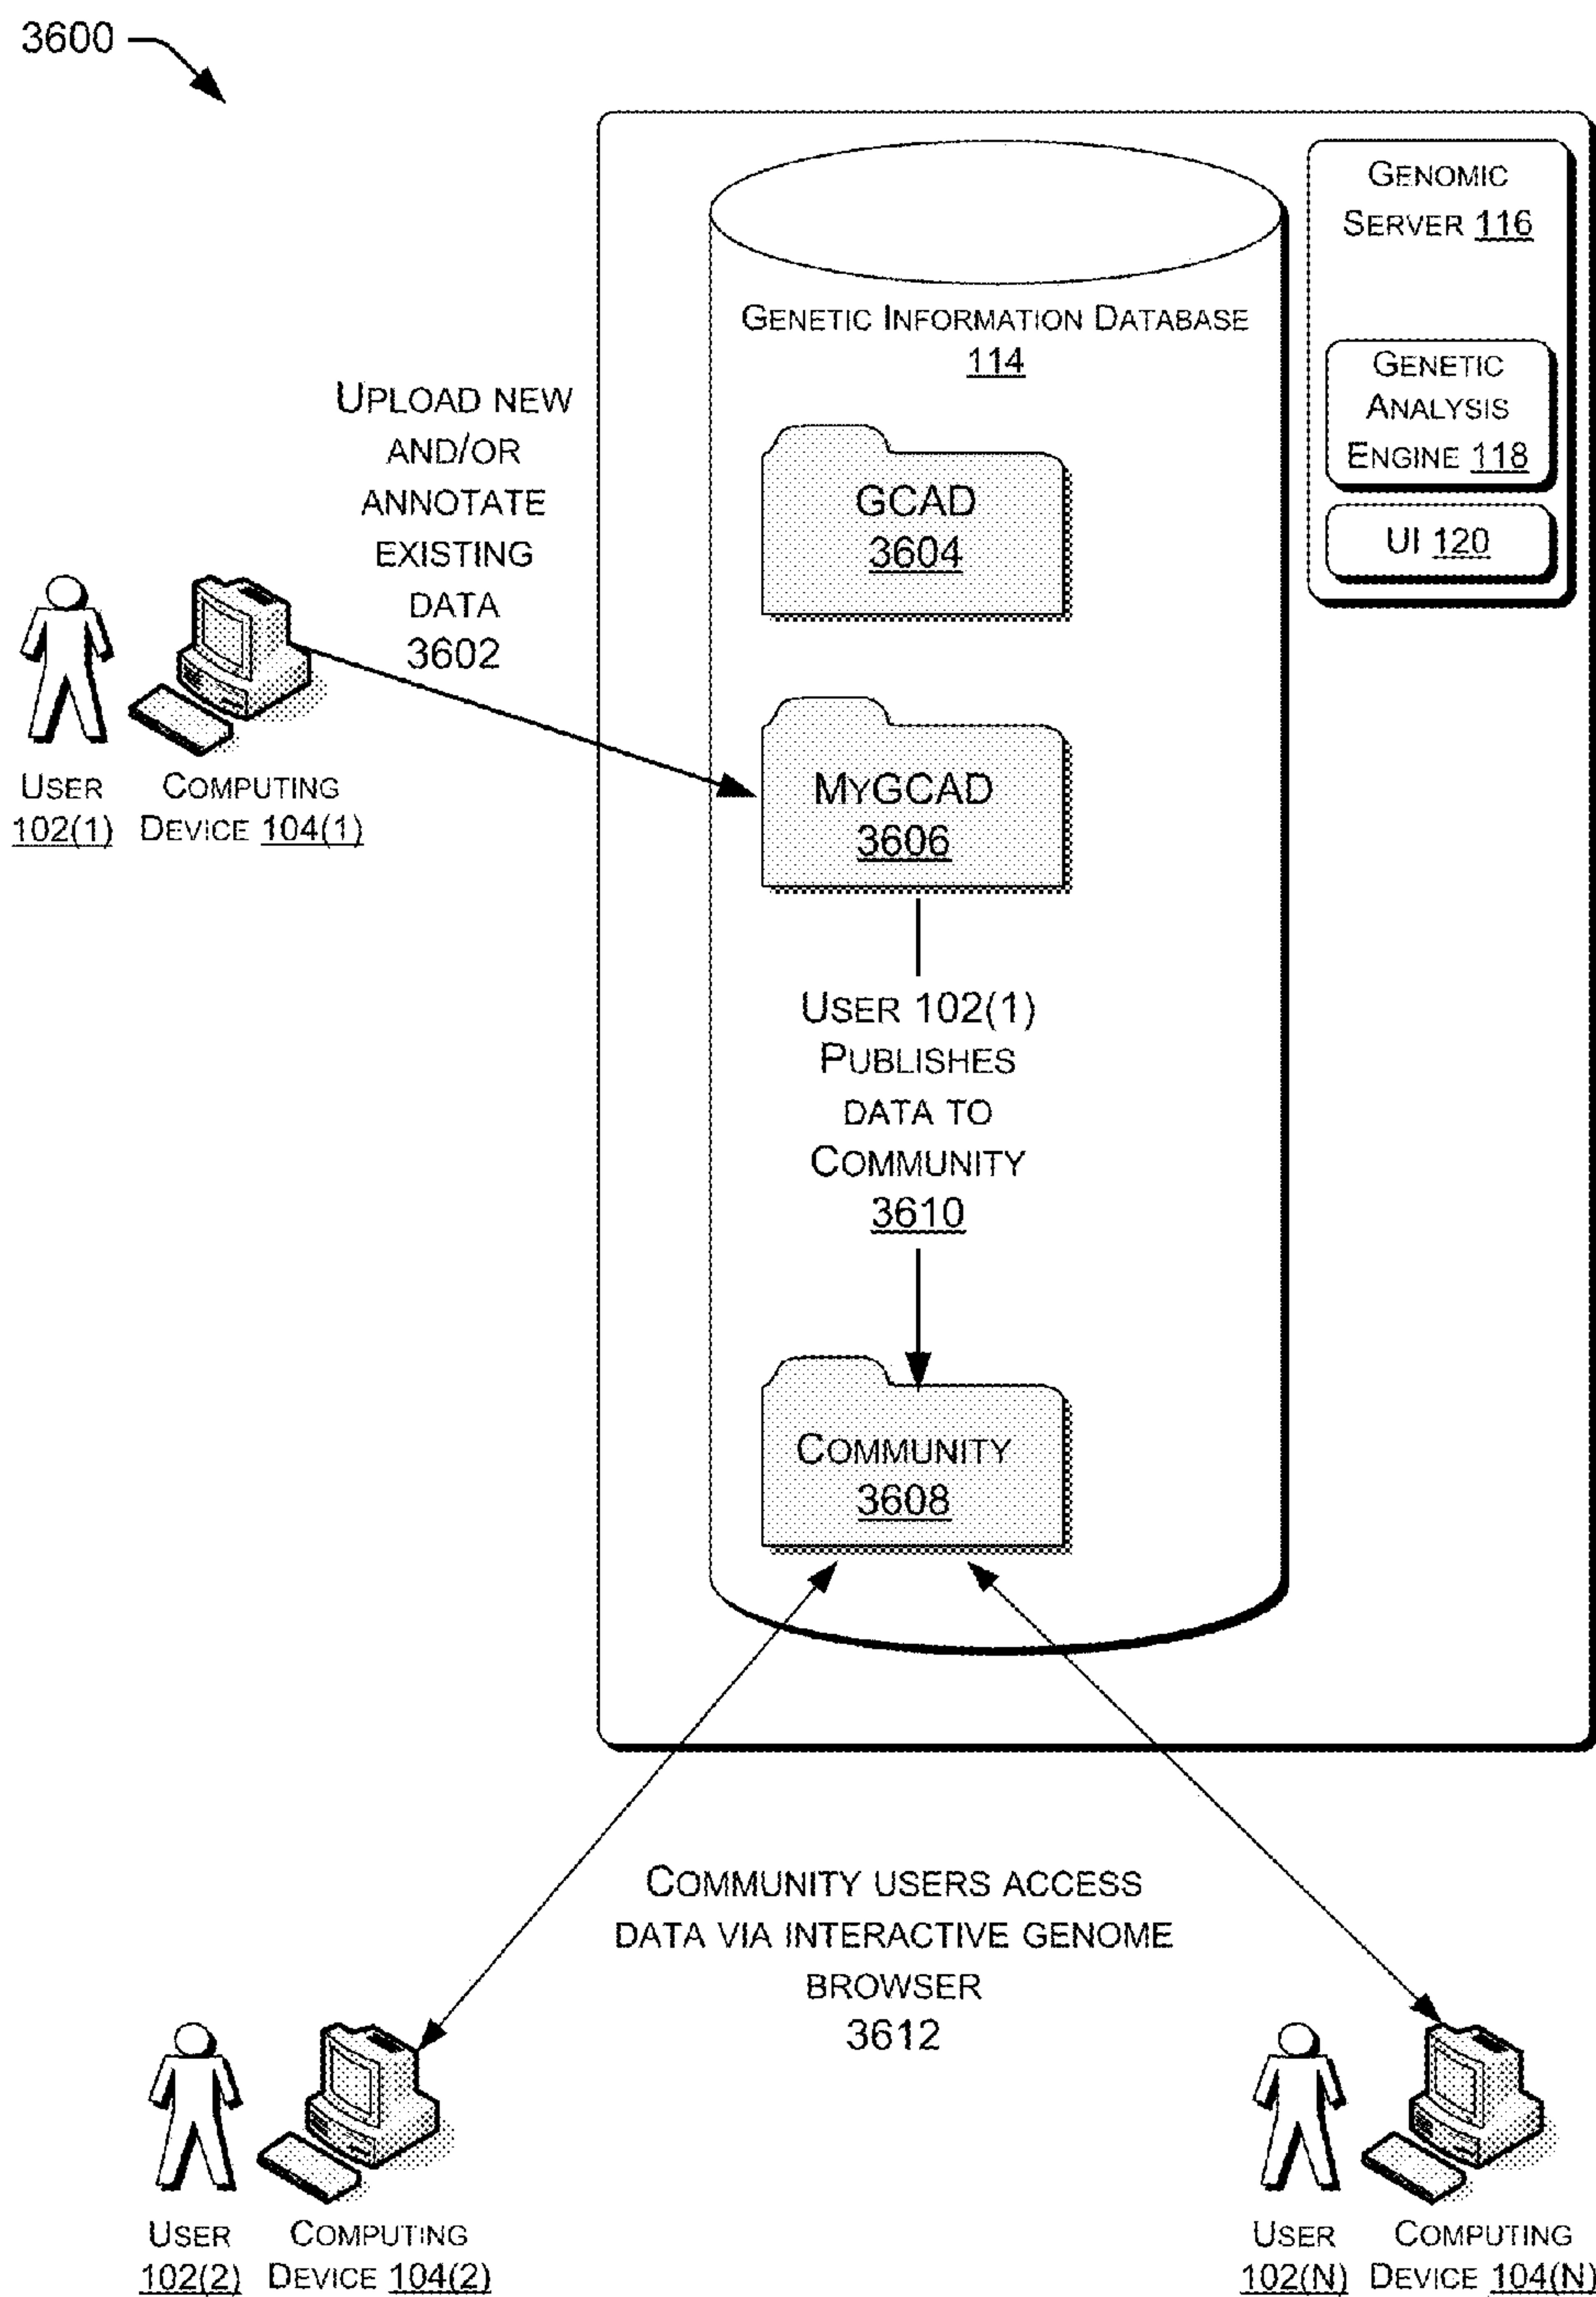 3600
GENOMIC
SERVER 116
GENETIC INFORMATION DATABASE
114
GENETIC
ANALYSIS
ENGINE 118
UI 120
UPLOAD NEW
AND/OR
ANNOTATE
EXISTING
DATA
3602
GCAD
3604
USER
102(1)
COMPUTING
DEVICE 104(1)
MYGCAD
3606
USER 102(1)
PUBLISHES
DATA TO
COMMUNITY
3610
COMMUNITY
3608
COMMUNITY USERS ACCESS
DATA VIA INTERACTIVE GENOME
BROWSER
3612
USER
102(2)
COMPUTING
DEVICE 104(2)
USER
102(N)
COMPUTING
DEVICE 104(N)